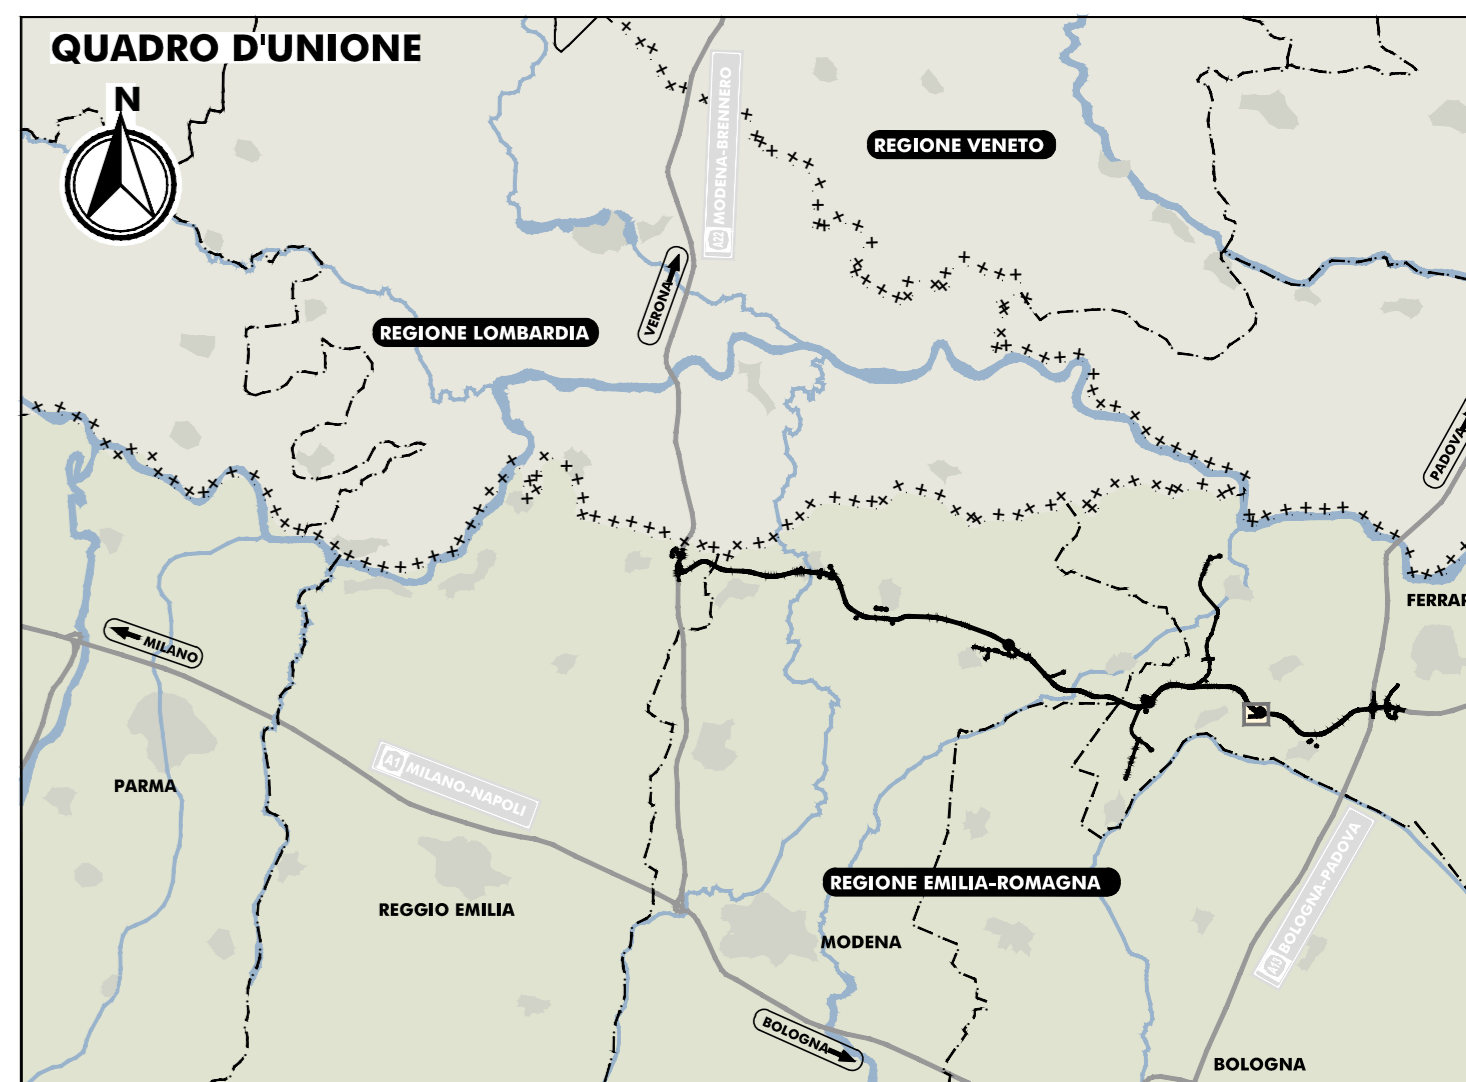 QUADRO D'UNIONE
N
A22 MODENA-BRENNERO
REGIONE VENETO
VERONA
REGIONE LOMBARDIA
PADOVA
FERRAR
MILANO
A1 MILANO-NAPOLI
PARMA
A13 BOLOGNA-PADOVA
REGIONE EMILIA-ROMAGNA
REGGIO EMILIA
MODENA
BOLOGNA
BOLOGNA